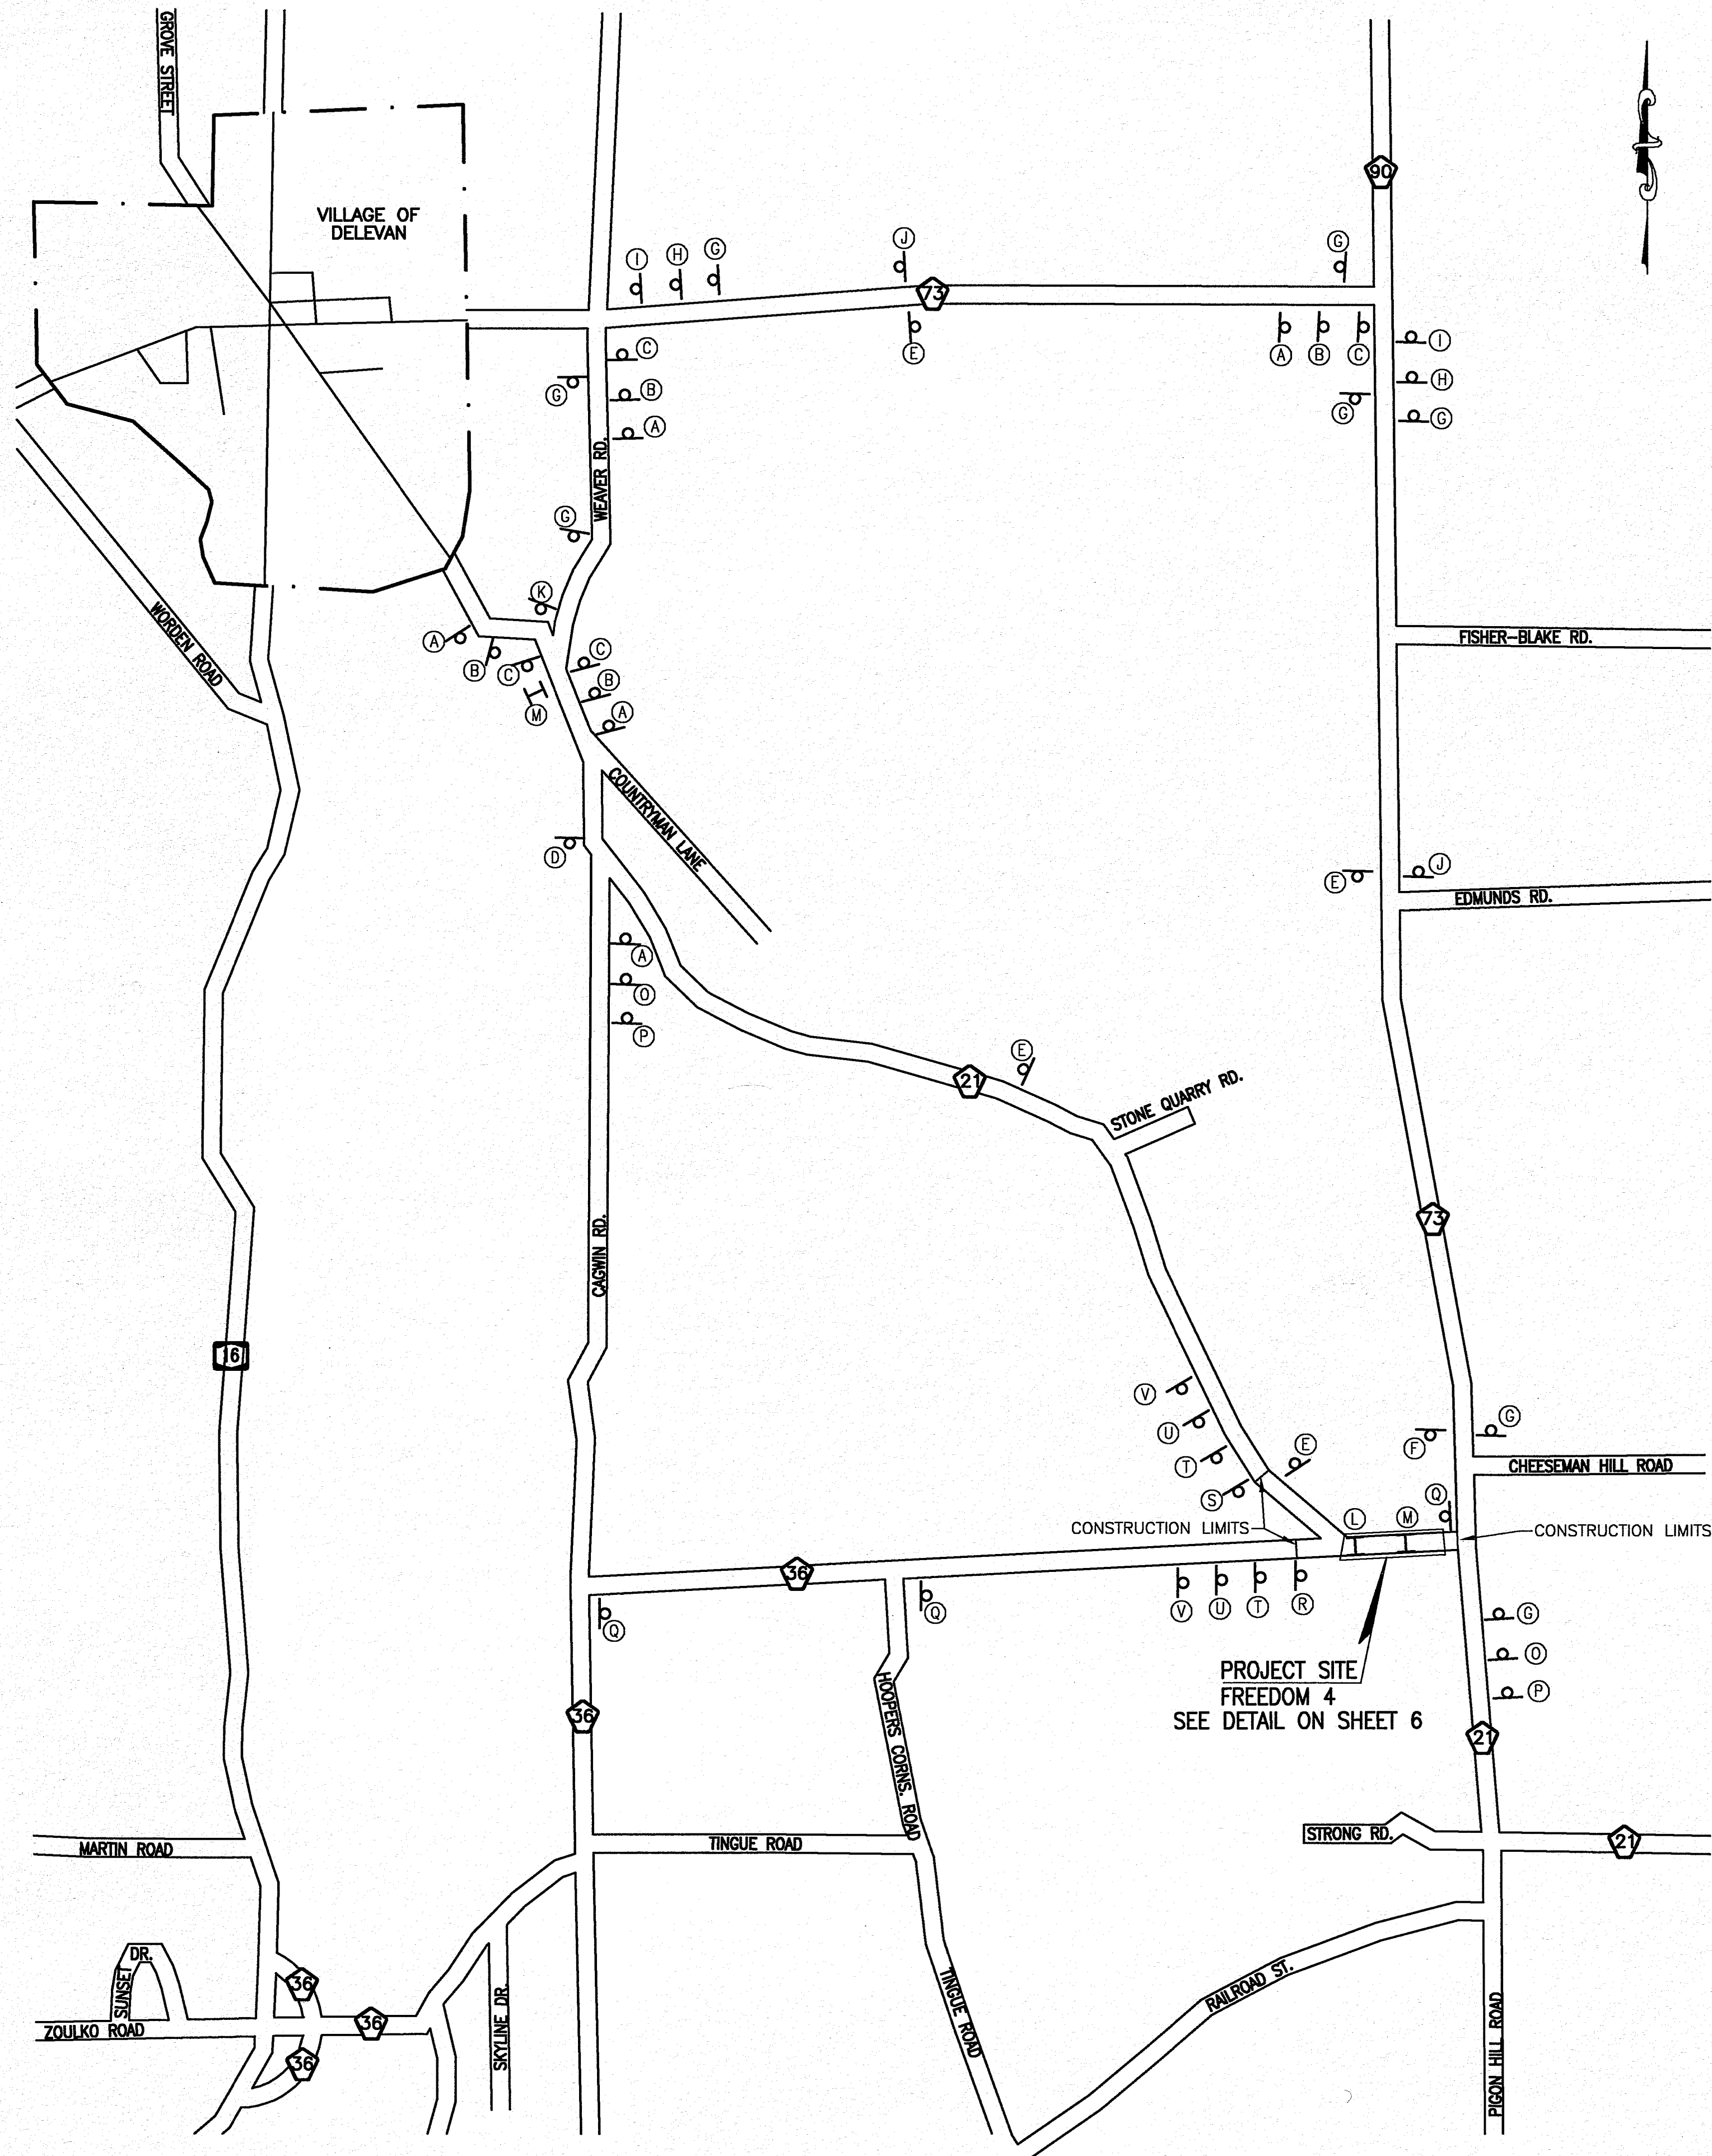 GROVE STREET
VILLAGE OF
DELEVAN
90
I
H
G
J
G
73
E
A
B
C
I
H
G
G
C
G
B
A
WEAVER RD.
G
K
A
B
C
M
C
B
A
WORDEN ROAD
FISHER-BLAKE RD.
COUNTRYMAN LANE
D
E
J
EDMUNDS RD.
A
O
P
E
21
STONE QUARRY RD.
73
CAGWIN RD.
16
V
U
T
S
E
F
G
CHEESEMAN HILL ROAD
Q
L
M
CONSTRUCTION LIMITS
CONSTRUCTION LIMITS
36
Q
Q
V
U
T
R
G
O
P
PROJECT SITE
FREEDOM 4
SEE DETAIL ON SHEET 6
HOOPERS CORNS. ROAD
36
21
MARTIN ROAD
TINGUE ROAD
STRONG RD.
21
SUNSET DR.
36
36
36
ZOULKO ROAD
SKYLINE DR.
TINGUE ROAD
RAILROAD ST.
PIGON HILL ROAD